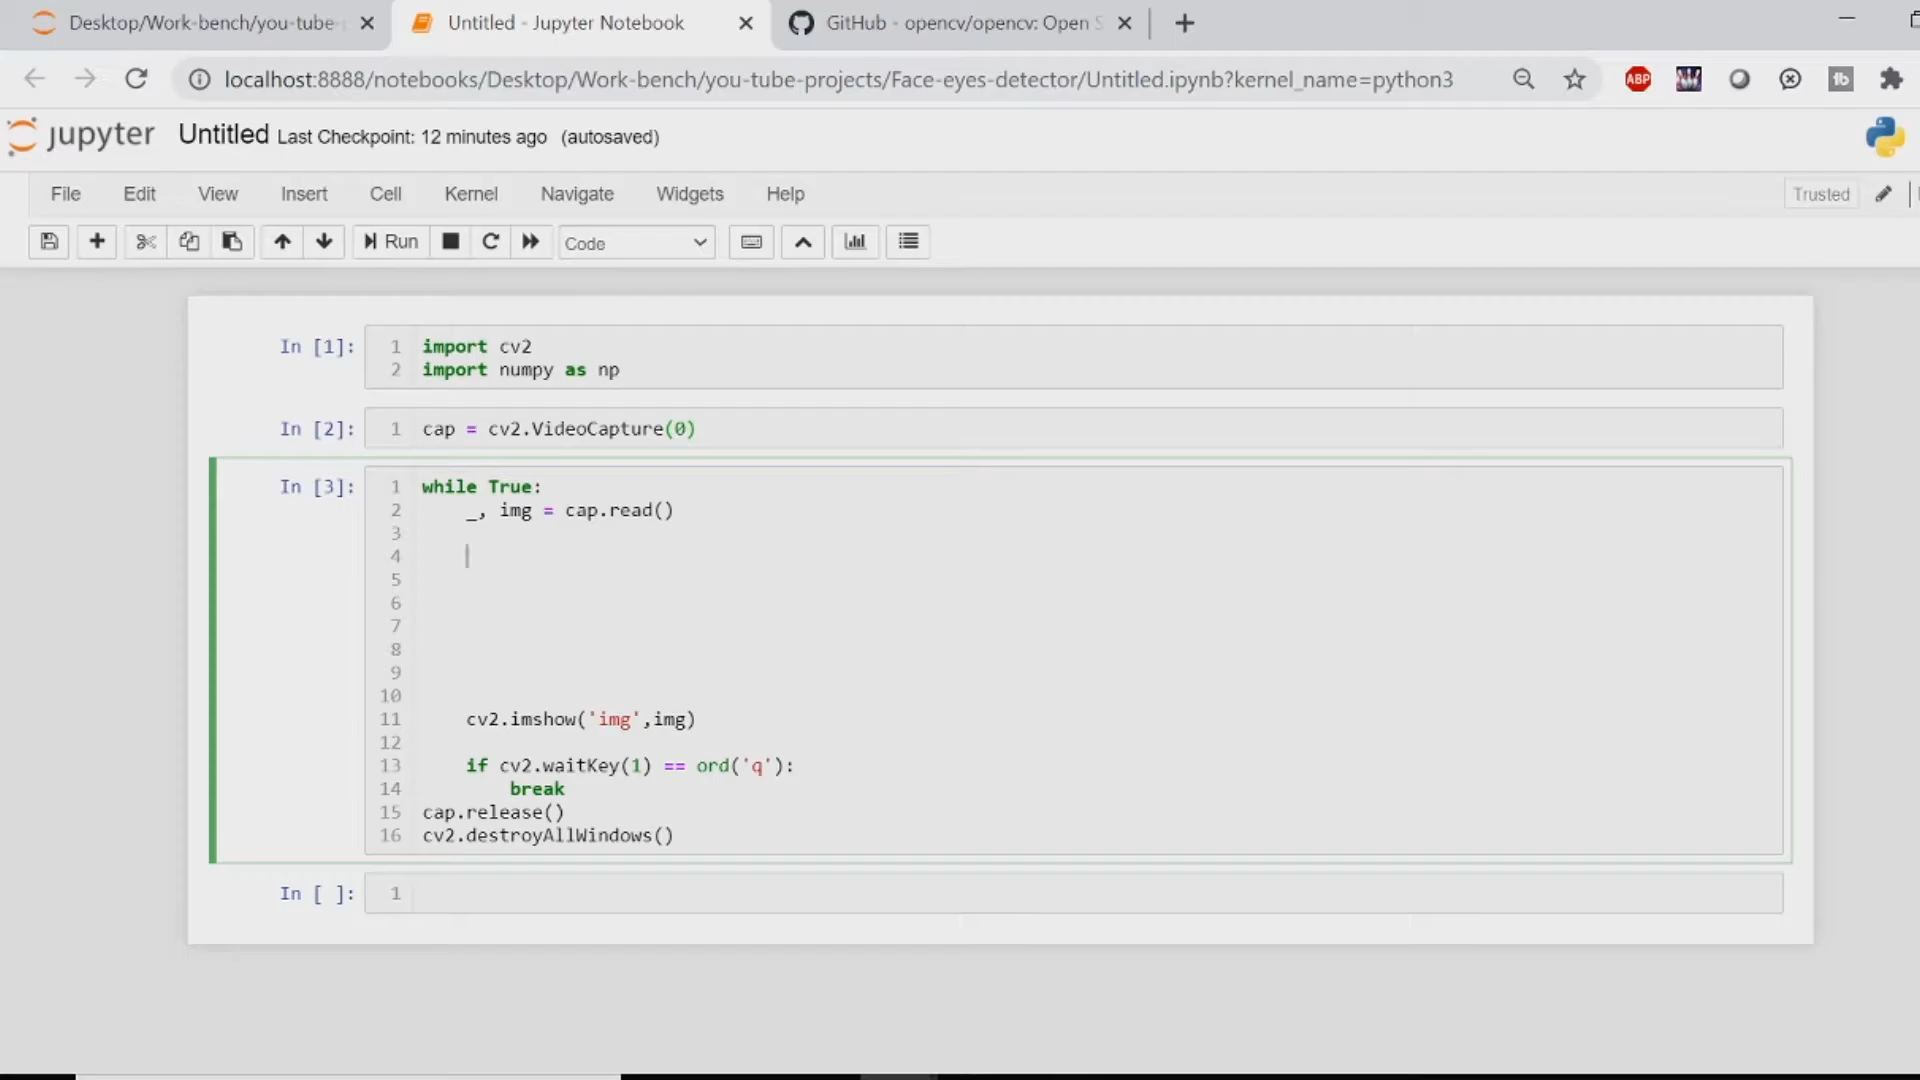 Desktop/Work-bench/you-tube-
Untitled - Jupyter Notebook
GitHub - opencv/opencv: Open S
localhost:8888/notebooks/Desktop/Work-bench/you-tube-projects/Face-eyes-detector/Untitled.ipynb?kernel_name=python3
ABP
tb
jupyter Untitled Last Checkpoint: 12 minutes ago (autosaved)
File Edit View Insert Cell Kernel Navigate Widgets Help
Trusted
Run
Code
In [1]:
1 import cv2
2 import numpy as np
In [2]:
1 cap = cv2.VideoCapture(0)
In [3]:
1 while True:
2 _, img = cap.read()
3
4
5
6
7
8
9
10
11 cv2.imshow('img',img)
12
13 if cv2.waitKey(1) == ord('q'):
14 break
15 cap.release()
16 cv2.destroyAllWindows()
In [ ]:
1